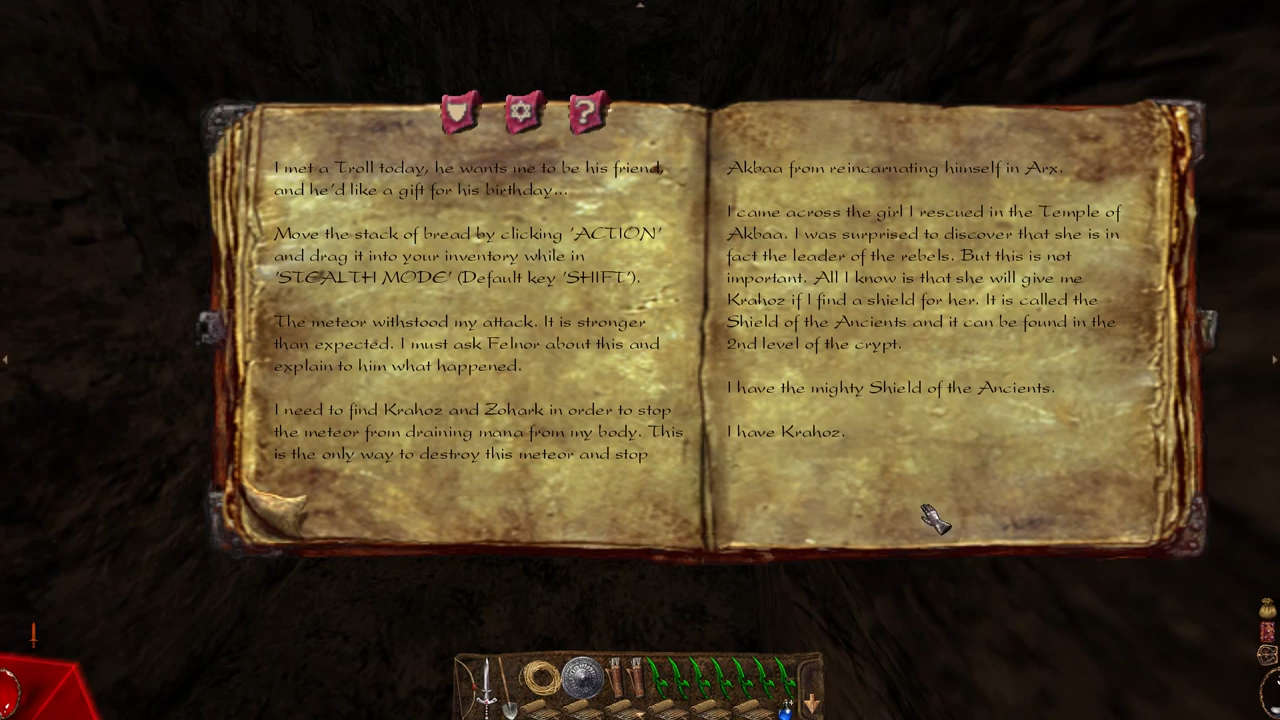 I met a Troll today, he wants me to be his friend,
and he'd like a gift for his birthday...
Move the stack of bread by clicking 'ACTION'
and drag it into your inventory while in
'STEALTH MODE' (Default key 'SHIFT').
The meteor withstood my attack. It is stronger
than expected. I must ask Felnor about this and
explain to him what happened.
I need to find Krahoz and Zohark in order to stop
the meteor from draining mana from my body. This
is the only way to destroy this meteor and stop
Akbaa from reincarnating himself in Arx.
I came across the girl I rescued in the Temple of
Akbaa. I was surprised to discover that she is in
fact the leader of the rebels. But this is not
important. All I know is that she will give me
Krahoz if I find a shield for her. It is called the
Shield of the Ancients and it can be found in the
2nd level of the crypt.
I have the mighty Shield of the Ancients.
I have Krahoz.